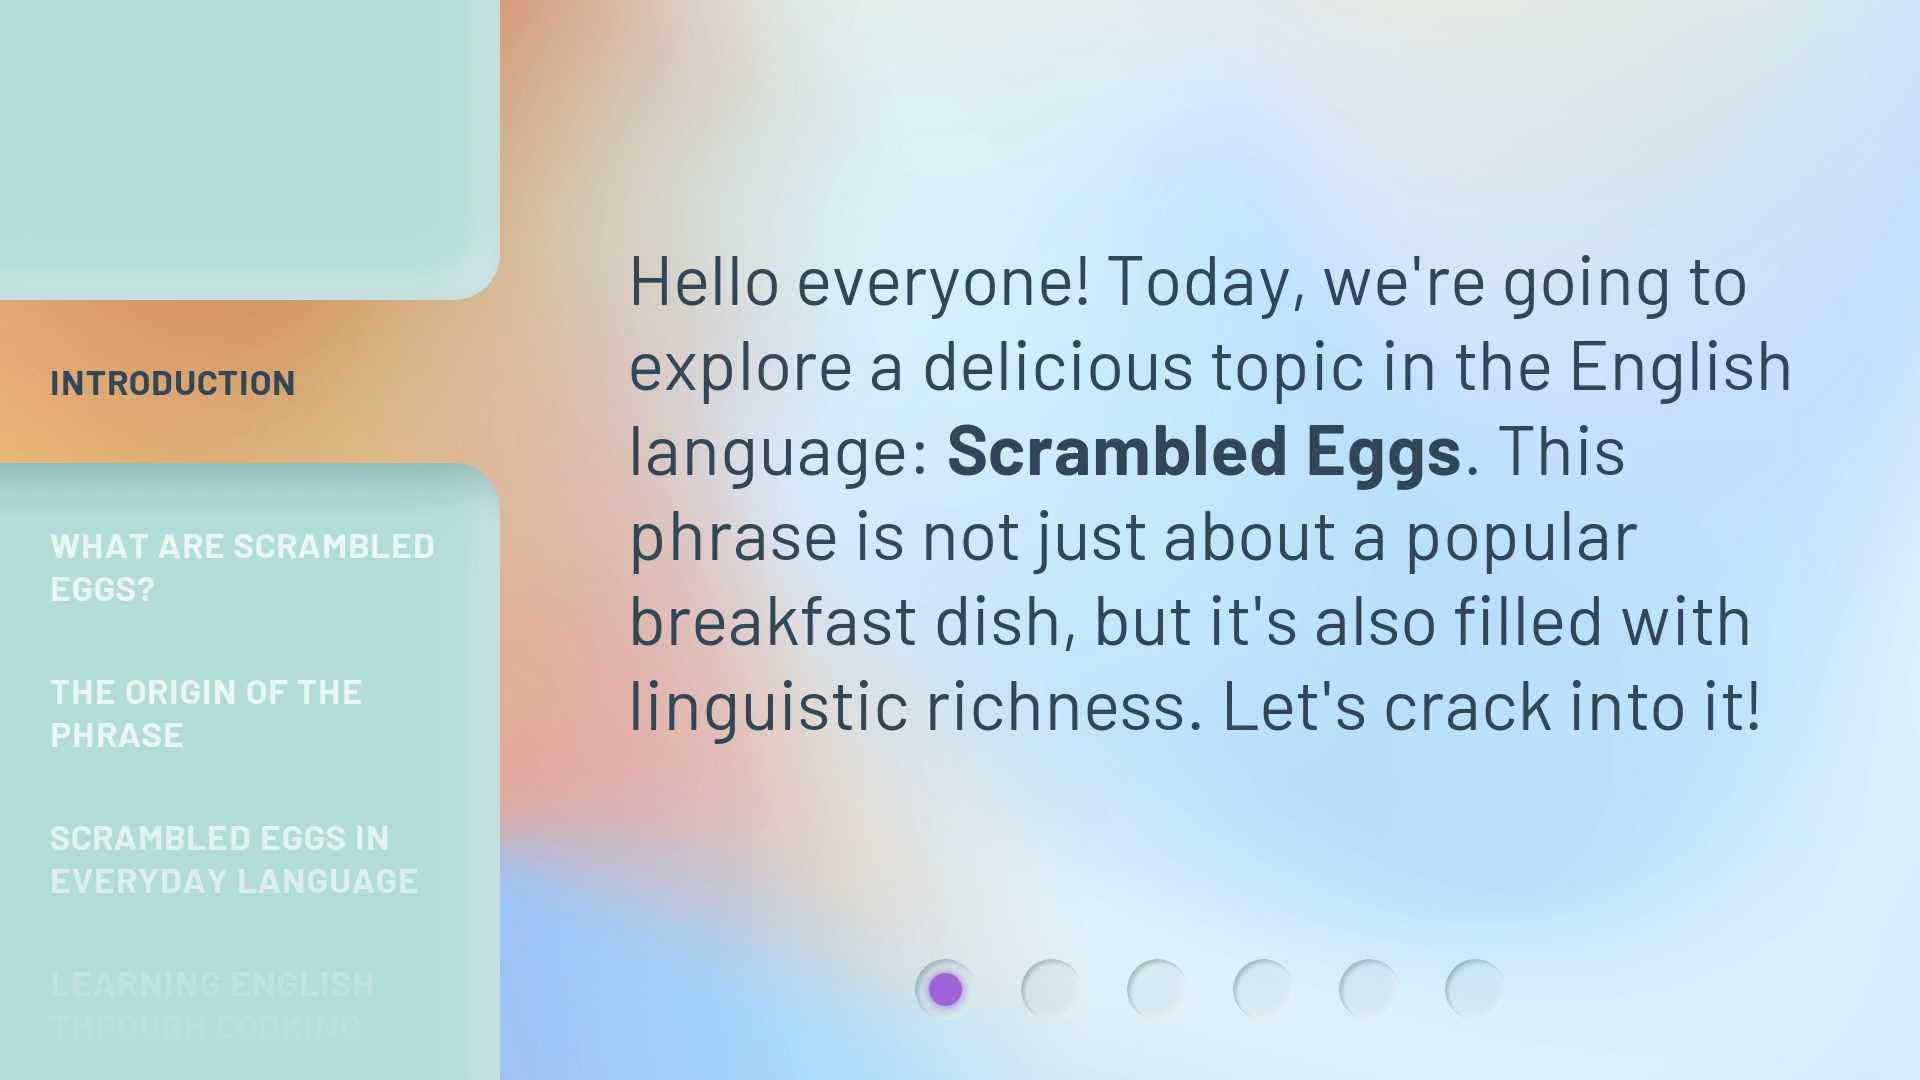 INTRODUCTION
WHAT ARE SCRAMBLED
EGGS?
THE ORIGIN OF THE
PHRASE
SCRAMBLED EGGS IN
EVERYDAY LANGUAGE
LEARNING ENGLISH
THROUGH COOKING
Hello everyone! Today, we're going to
explore a delicious topic in the English
language: Scrambled Eggs. This
phrase is not just about a popular
breakfast dish, but it's also filled with
linguistic richness. Let's crack into it!